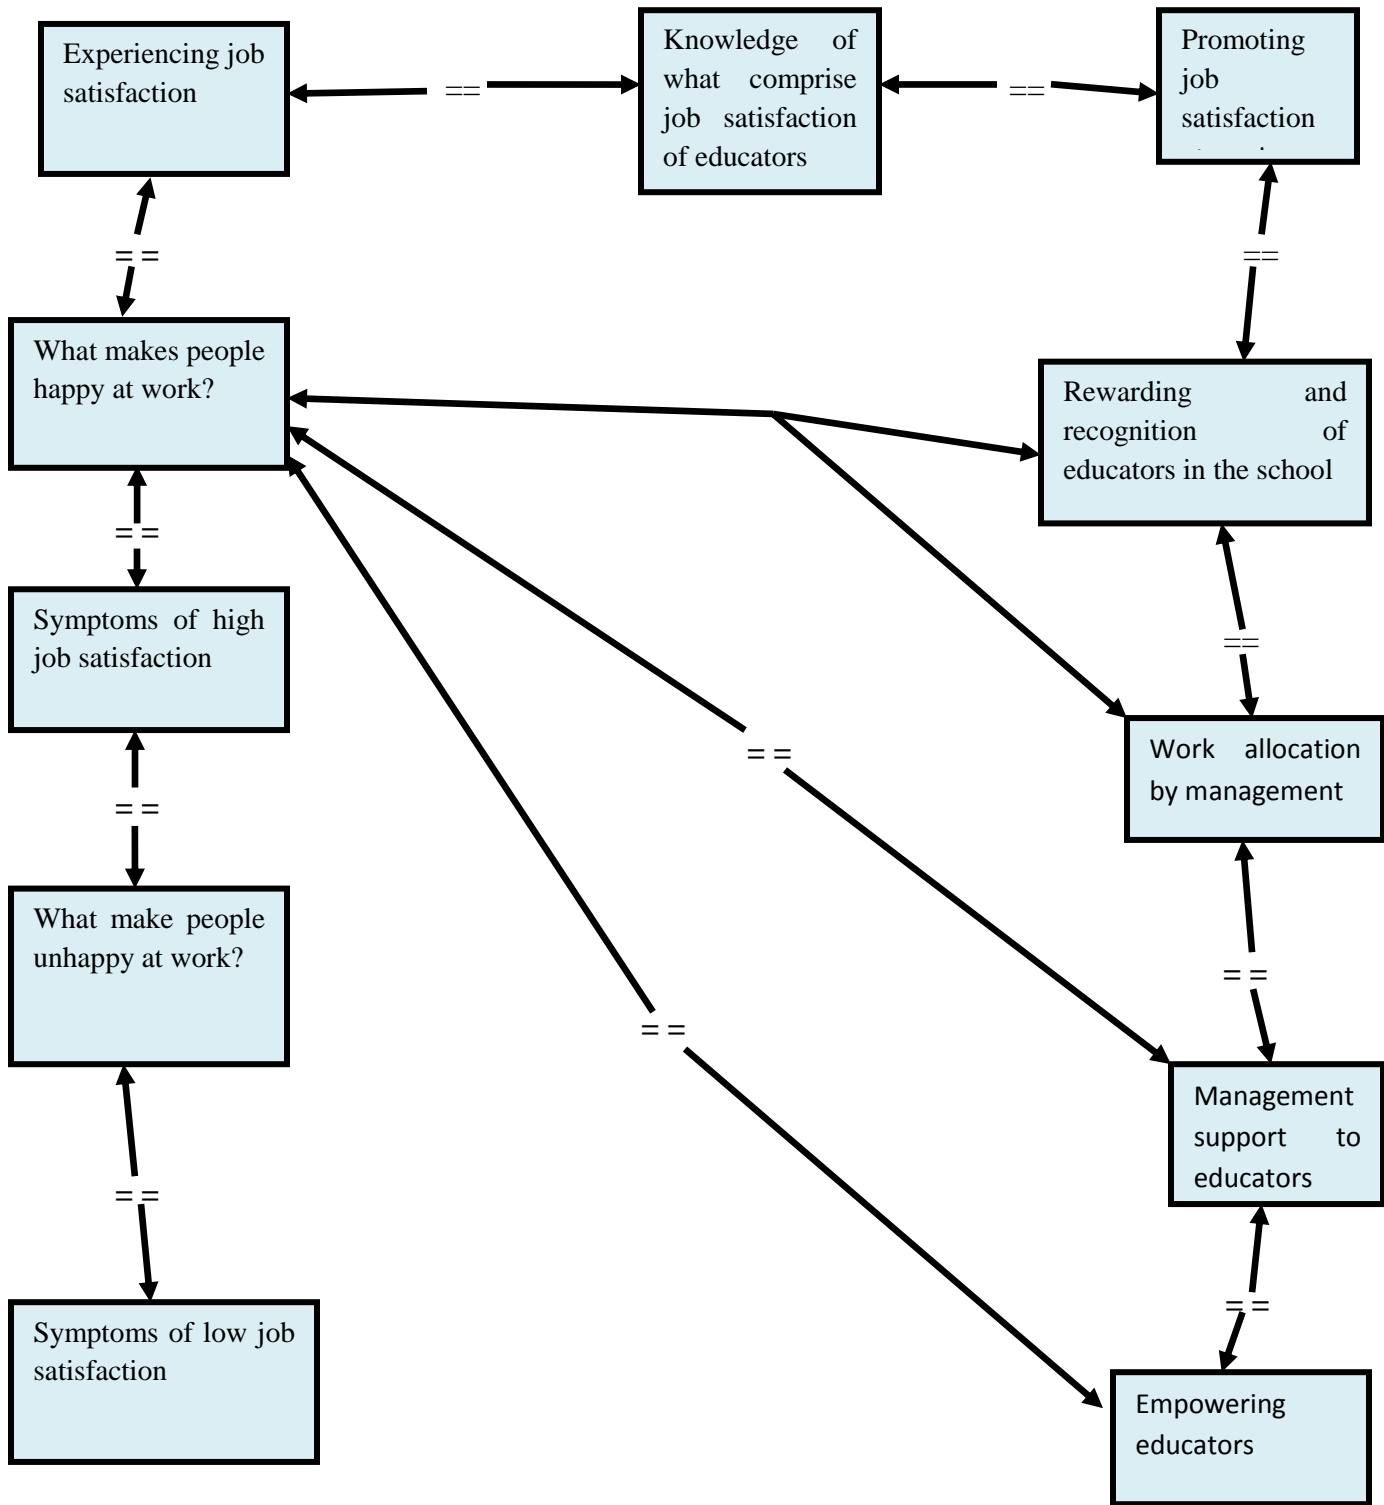 Experiencing job
satisfaction
==
Knowledge of
what comprise
job satisfaction
of educators
==
Promoting
job
satisfaction
= =
==
What makes people
happy at work?
Rewarding and
recognition of
educators in the school
= =
Symptoms of high
job satisfaction
==
= =
Work allocation
by management
= =
What make people
unhappy at work?
= =
= =
Management
support to
educators
= =
Symptoms of low job
satisfaction
= =
Empowering
educators